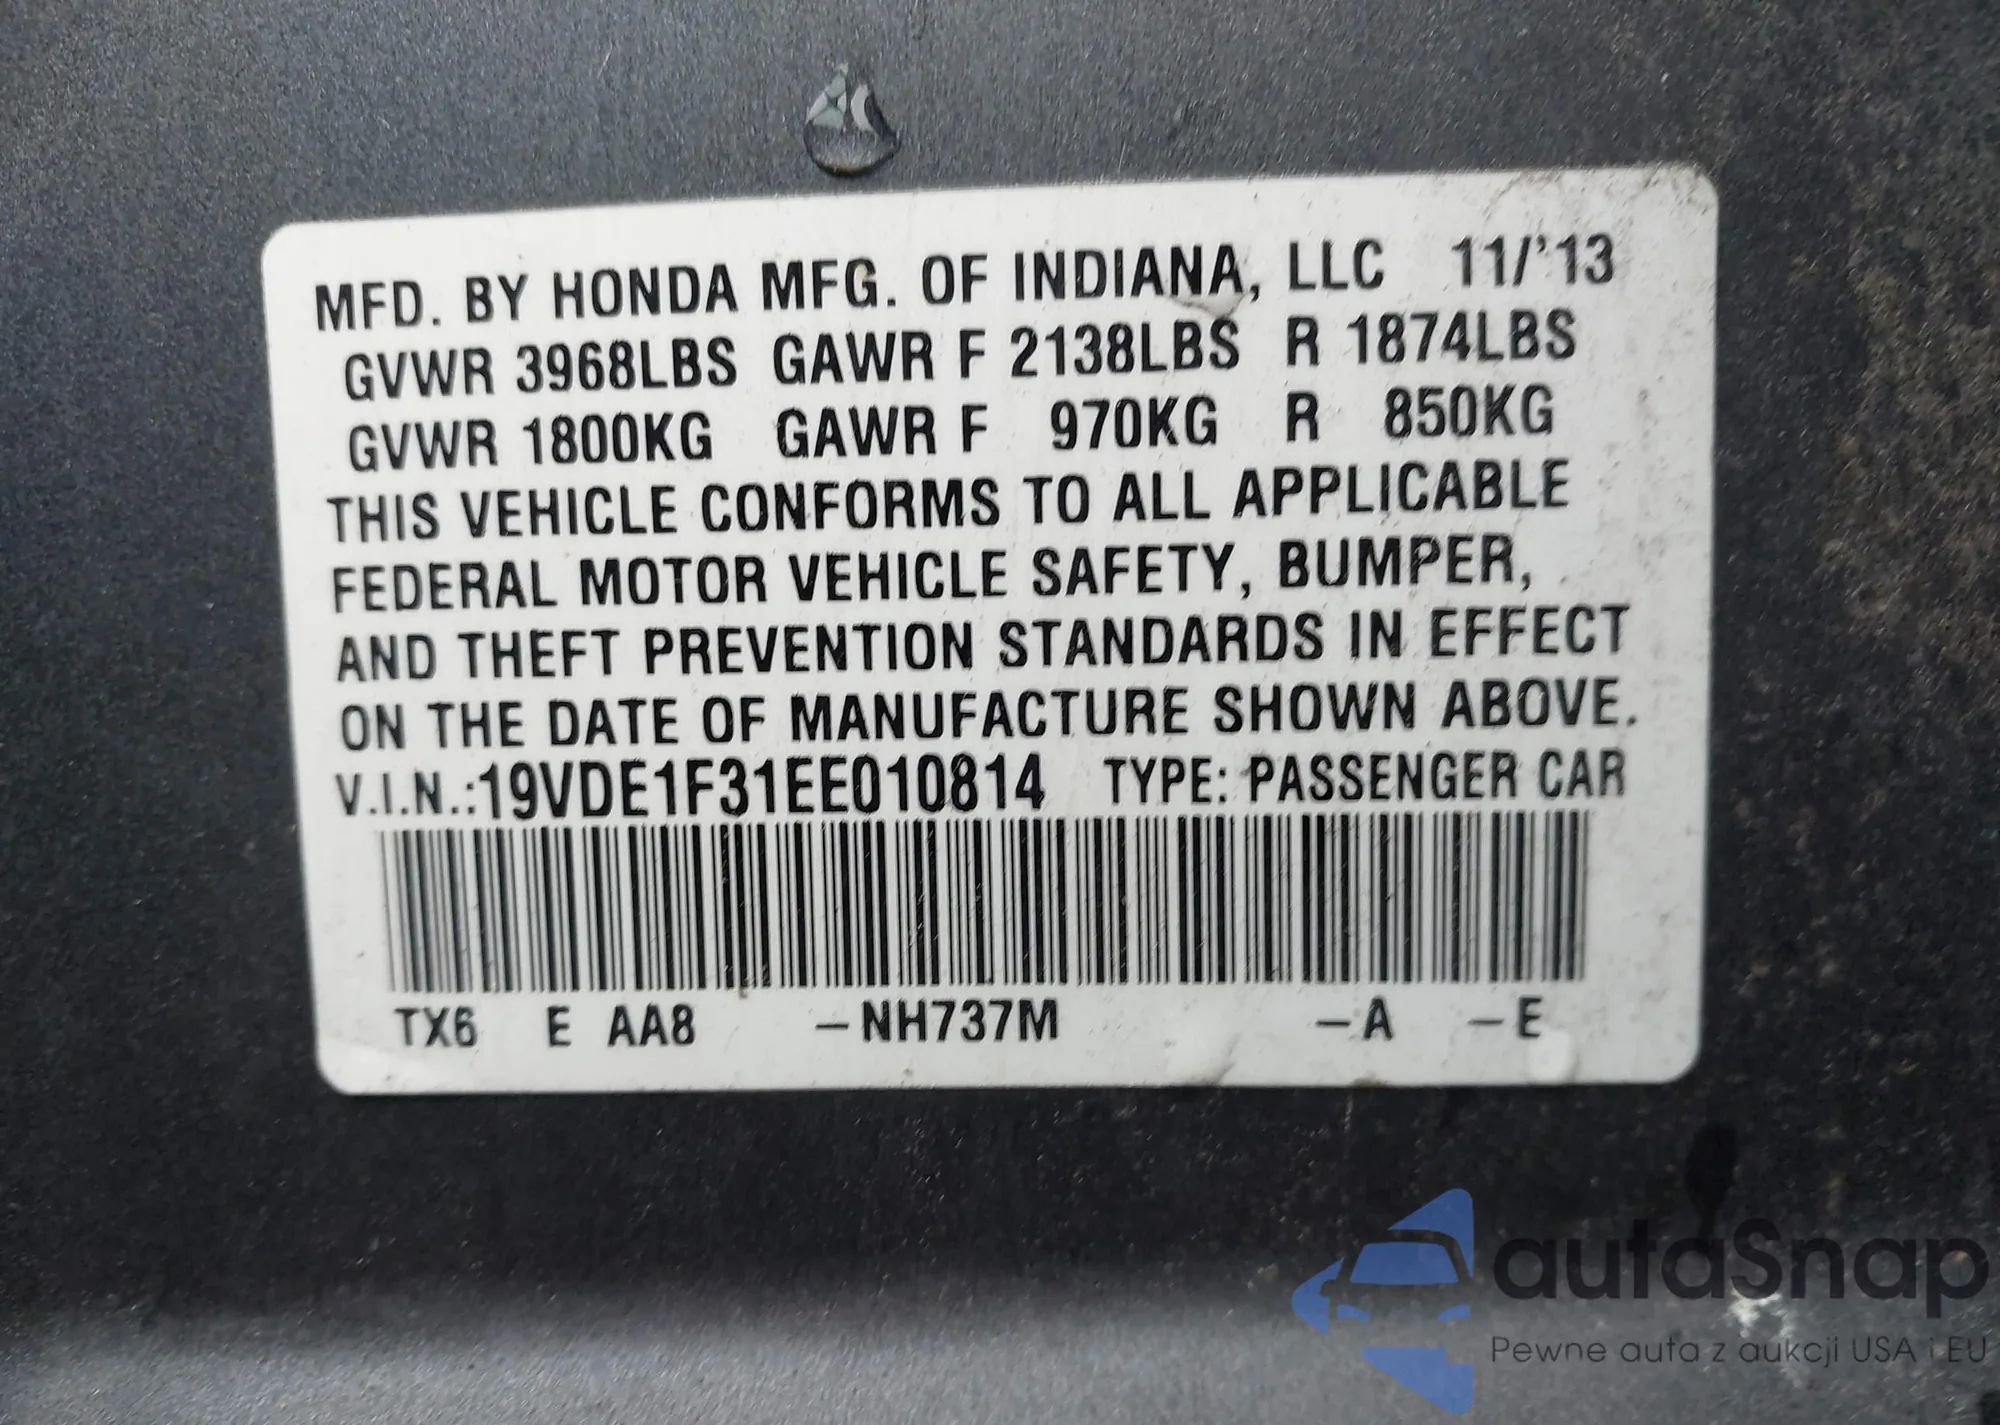 MFD. BY HONDA MFG. OF INDIANA, LLC 11/'13
GVWR 3968LBS GAWR F 2138LBS R 1874LBS
GVWR 1800KG GAWR F 970KG R 850KG
THIS VEHICLE CONFORMS TO ALL APPLICABLE
FEDERAL MOTOR VEHICLE SAFETY, BUMPER,
AND THEFT PREVENTION STANDARDS IN EFFECT
ON THE DATE OF MANUFACTURE SHOWN ABOVE.
V.I.N.:19VDE1F31EE010814 TYPE: PASSENGER CAR
TX6 E AA8 –NH737M –A –E
autaSnap
Pewne auta z aukcji USA i EU